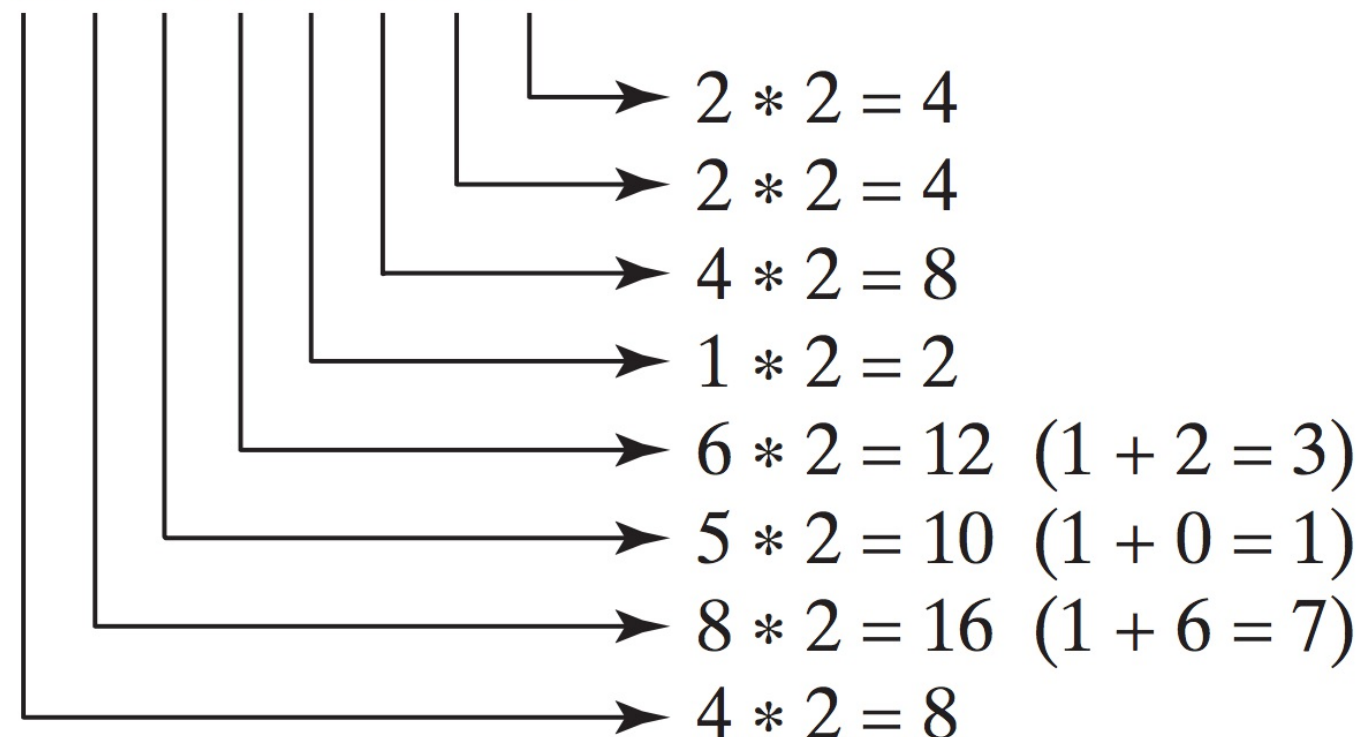 2 * 2 = 4
2 * 2 = 4
4 * 2 = 8
1 * 2 = 2
6 * 2 = 12 (1 + 2 = 3)
5 * 2 = 10 (1 + 0 = 1)
8 * 2 = 16 (1 + 6 = 7)
4 * 2 = 8